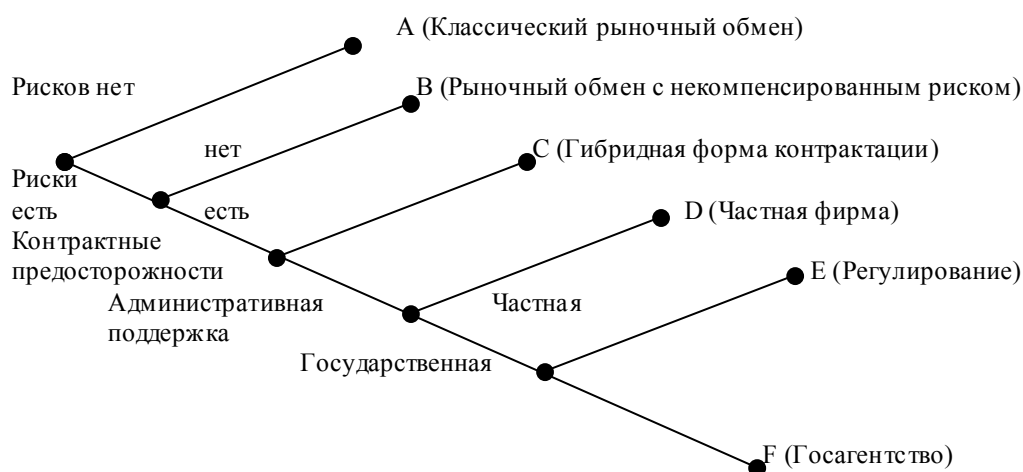 A (Классический рыночный обмен)
Рисков нет
B (Рыночный обмен с некомпенсированным риском)
нет
C (Гибридная форма контрактации)
Риски
есть
есть
D (Частная фирма)
Контрактные
предосторожности
E (Регулирование)
Административная
поддержка
Частная
Государственная
F (Госагентство)